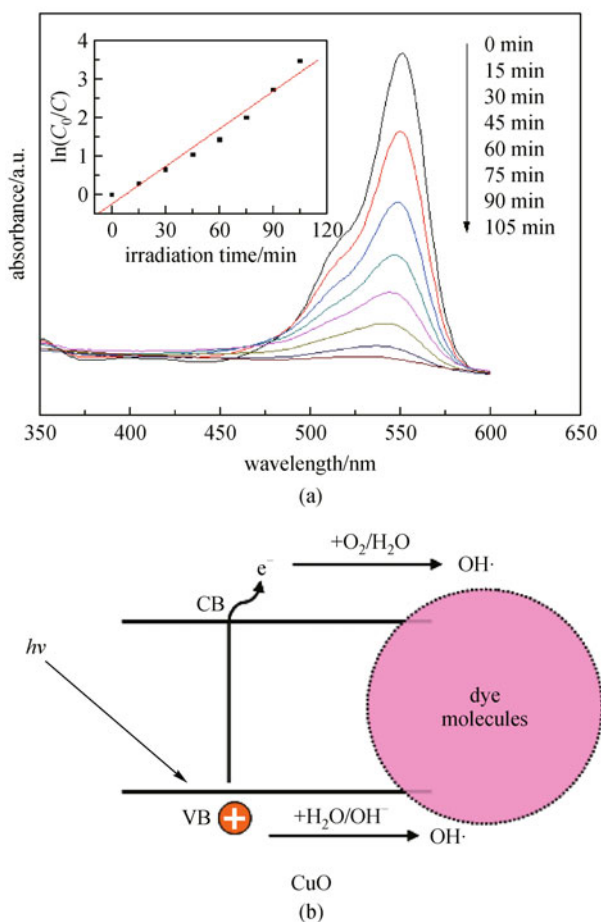 4
3
2
1
0
ln(C₀/C)
0 30 60 90 120
irradiation time/min
0 min
15 min
30 min
45 min
60 min
75 min
90 min
105 min
absorbance/a.u.
350 400 450 500 550 600 650
wavelength/nm
(a)
+O₂/H₂O
e⁻ OH·
CB
hν
dye
molecules
VB + +H₂O/OH⁻
OH·
CuO
(b)